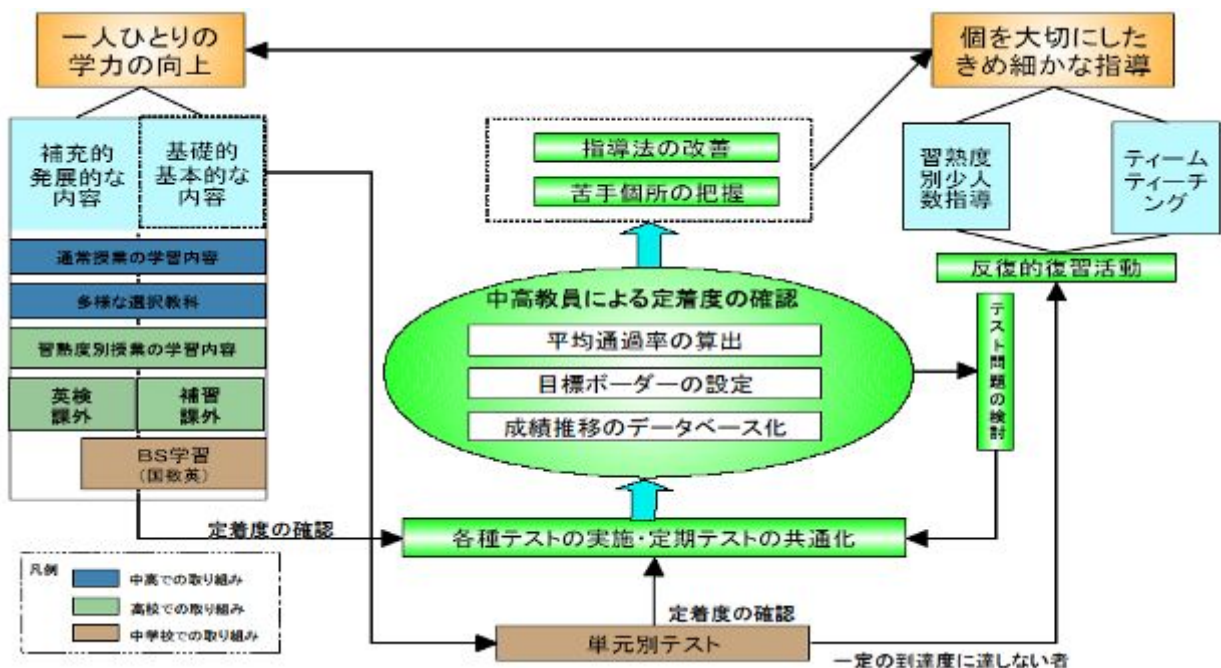 一人ひとりの
学力の向上
個を大切にした
きめ細かな指導
補充的
発展的な
内容
基礎的
基本的な
内容
指導法の改善
苦手個所の把握
習熟度
別少人
数指導
ティーム
ティーチ
ング
通常授業の学習内容
多様な選択教科
習熟度別授業の学習内容
英検
課外
補習
課外
BS学習
(国数英)
反復的復習活動
中高教員による定着度の確認
平均通過率の算出
目標ボーダーの設定
成績推移のデータベース化
テスト問題の検討
定着度の確認
各種テストの実施・定期テストの共通化
凡例
中高での取り組み
高校での取り組み
中学校での取り組み
定着度の確認
単元別テスト
一定の到達度に達しない者